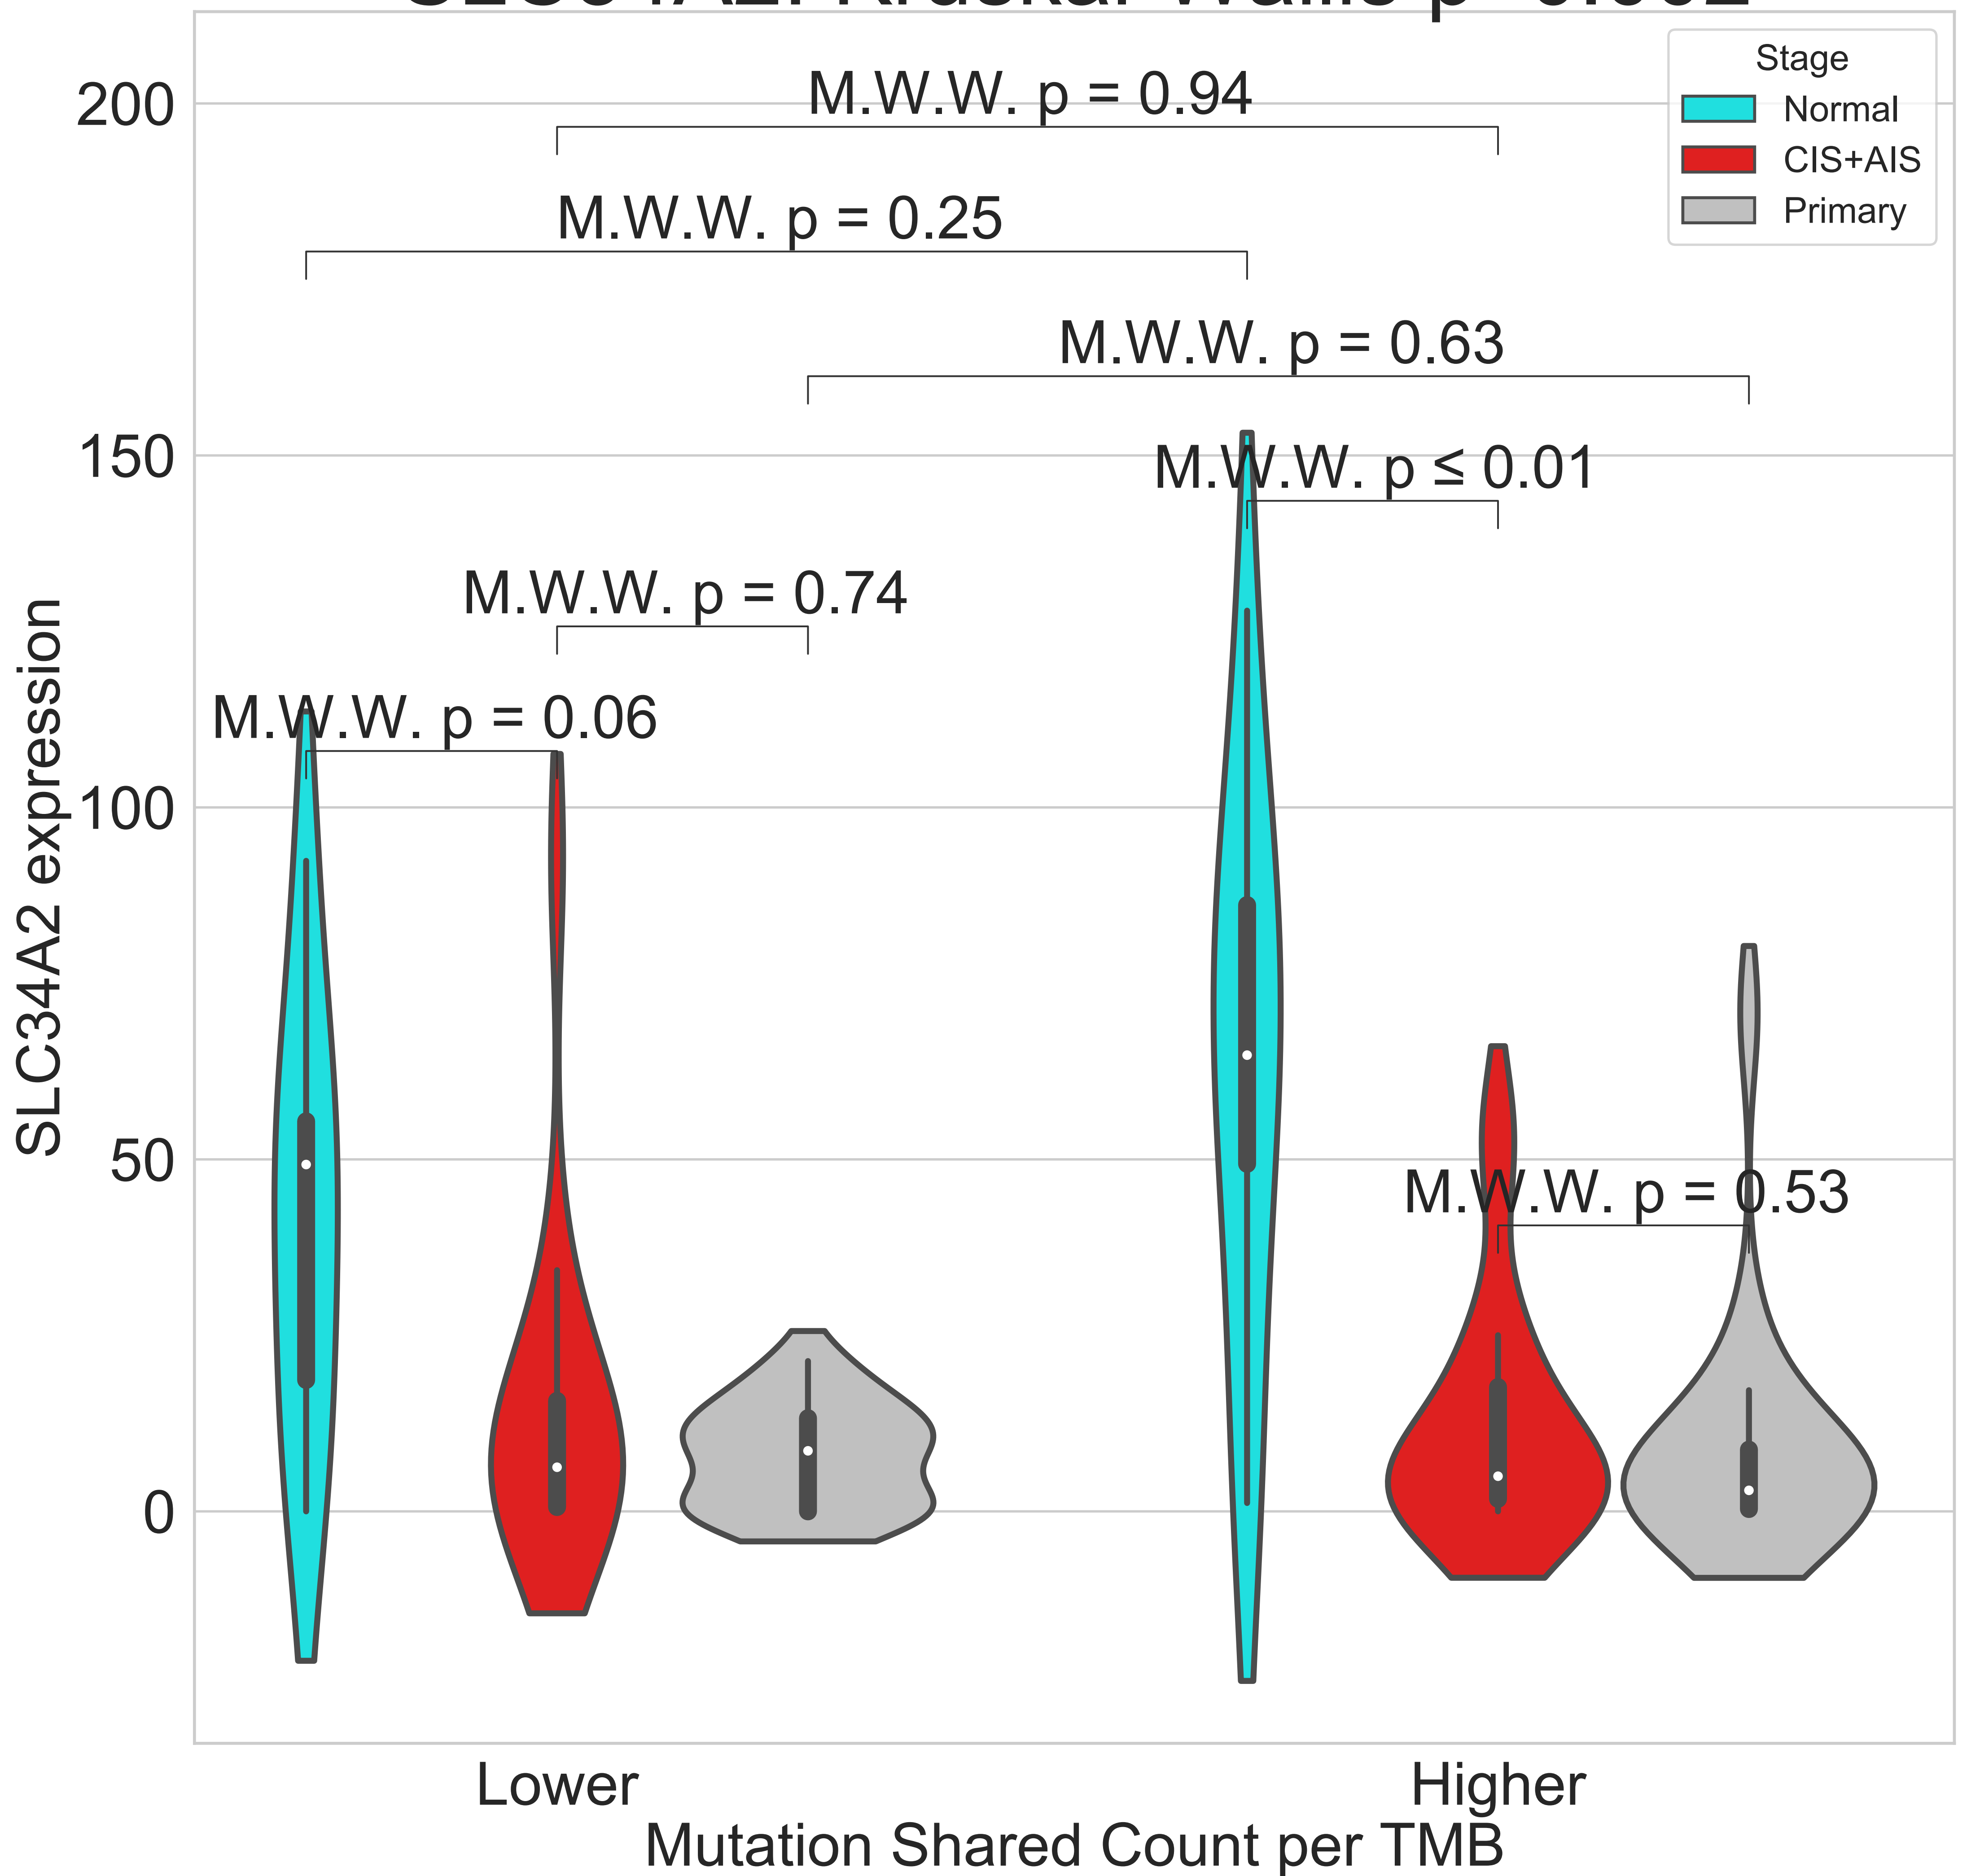 Stage
Normal
CIS+AIS
Primary
M.W.W. p = 0.94
M.W.W. p = 0.25
M.W.W. p = 0.63
M.W.W. p ≤ 0.01
M.W.W. p = 0.74
M.W.W. p = 0.06
M.W.W. p = 0.53
200
150
100
50
0
SLC34A2 expression
Lower
Higher
Mutation Shared Count per TMB